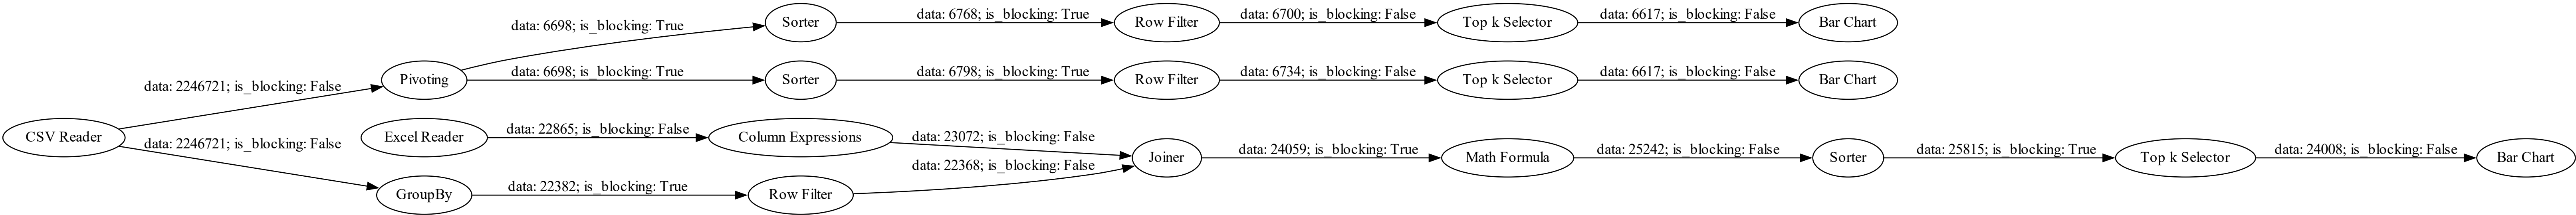 data: 6698; is_blocking: True
Sorter
data: 6768; is_blocking: True
Row Filter
data: 6700; is_blocking: False
Top k Selector
data: 6617; is_blocking: False
Bar Chart
data: 2246721; is_blocking: False
Pivoting
data: 6698; is_blocking: True
Sorter
data: 6798; is_blocking: True
Row Filter
data: 6734; is_blocking: False
Top k Selector
data: 6617; is_blocking: False
Bar Chart
CSV Reader
Excel Reader
data: 22865; is_blocking: False
Column Expressions
data: 23072; is_blocking: False
Joiner
data: 24059; is_blocking: True
Math Formula
data: 25242; is_blocking: False
Sorter
data: 25815; is_blocking: True
Top k Selector
data: 24008; is_blocking: False
Bar Chart
data: 2246721; is_blocking: False
GroupBy
data: 22382; is_blocking: True
Row Filter
data: 22368; is_blocking: False